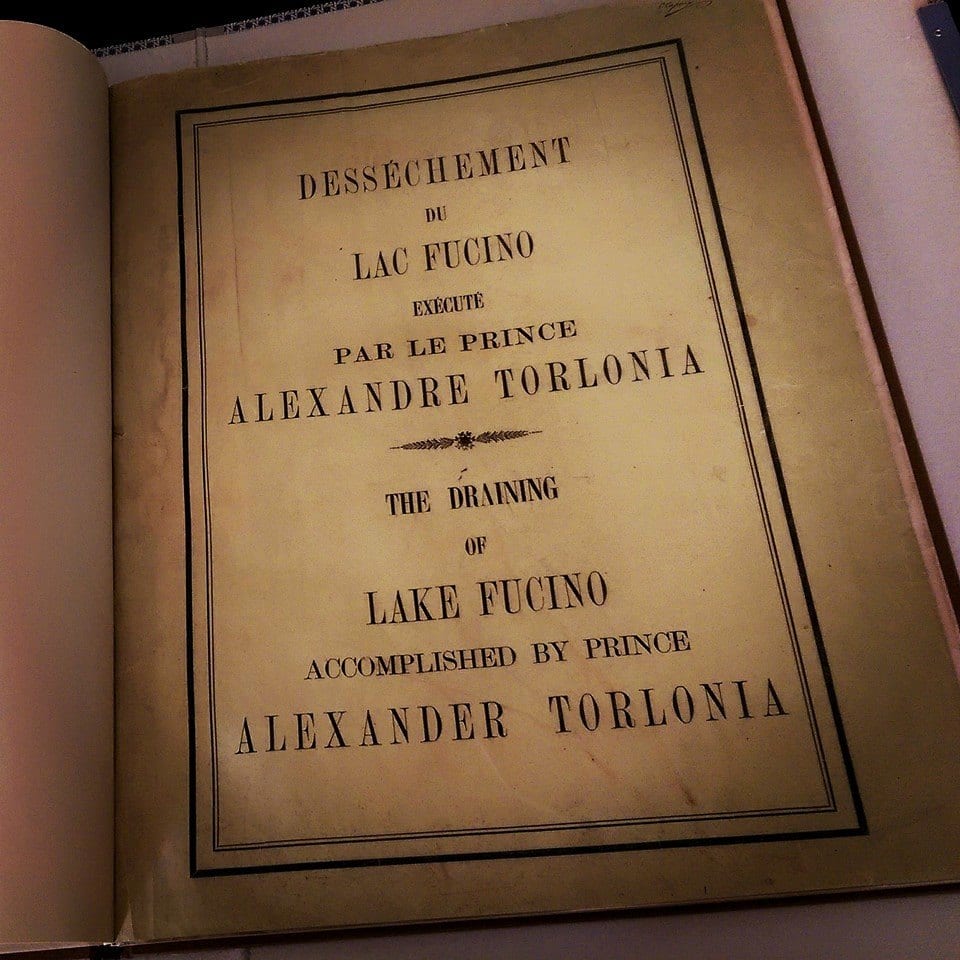 DESSÉCHEMENT
DU
LAC FUCINO
EXÉCUTÉ
PAR LE PRINCE
ALEXANDRE TORLONIA
THE DRAINING
OF
LAKE FUCINO
ACCOMPLISHED BY PRINCE
ALEXANDER TORLONIA